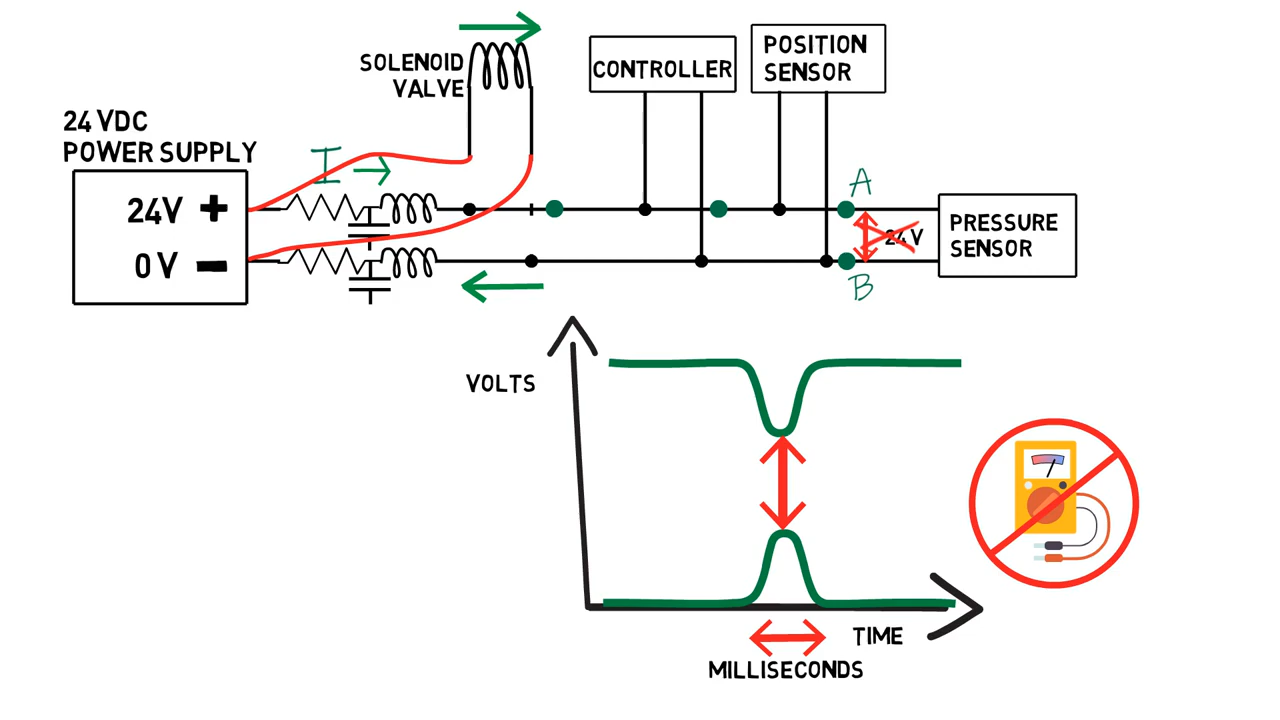 SOLENOID
VALVE
CONTROLLER
POSITION
SENSOR
24 VDC
POWER SUPPLY
I
24V +
0V −
A
24V
B
PRESSURE
SENSOR
VOLTS
TIME
MILLISECONDS